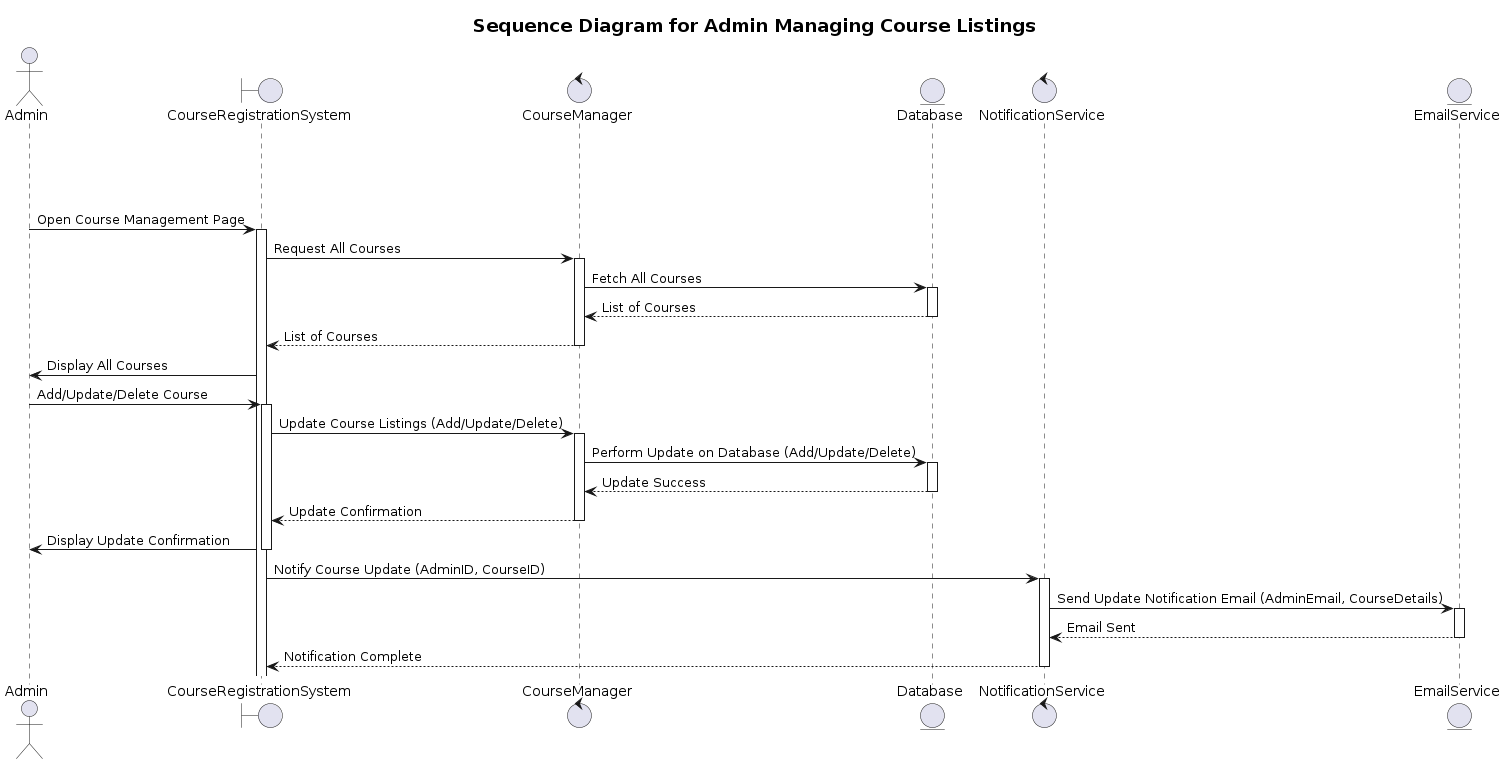 Sequence Diagram for Admin Managing Course Listings
Admin
CourseRegistrationSystem
CourseManager
Database
NotificationService
EmailService
Open Course Management Page
Request All Courses
Fetch All Courses
List of Courses
List of Courses
Display All Courses
Add/Update/Delete Course
Update Course Listings (Add/Update/Delete)
Perform Update on Database (Add/Update/Delete)
Update Success
Update Confirmation
Display Update Confirmation
Notify Course Update (AdminID, CourseID)
Send Update Notification Email (AdminEmail, CourseDetails)
Email Sent
Notification Complete
Admin
CourseRegistrationSystem
CourseManager
Database
NotificationService
EmailService